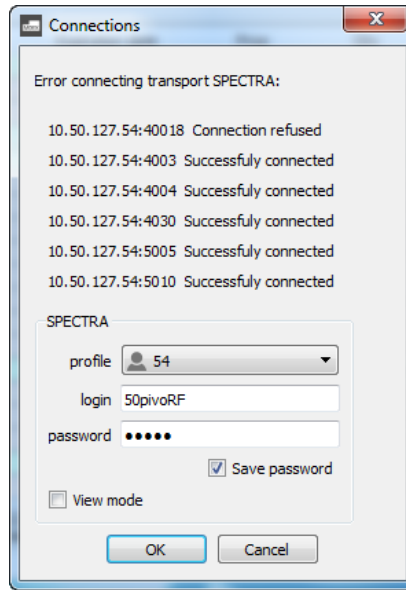 Connections
Error connecting transport SPECTRA:
10.50.127.54:40018 Connection refused
10.50.127.54:4003 Successfuly connected
10.50.127.54:4004 Successfuly connected
10.50.127.54:4030 Successfuly connected
10.50.127.54:5005 Successfuly connected
10.50.127.54:5010 Successfuly connected
SPECTRA
profile 54
login 50pivoRF
password •••••
Save password
View mode
OK Cancel